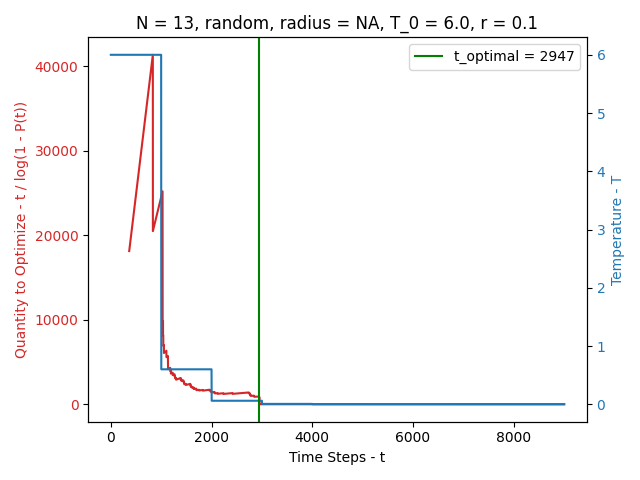 N = 13, random, radius = NA, T_0 = 6.0, r = 0.1
t_optimal = 2947
Quantity to Optimize - t / log(1 - P(t))
40000
30000
20000
10000
0
6
5
4
3
2
1
0
Temperature - T
0 2000 4000 6000 8000
Time Steps - t